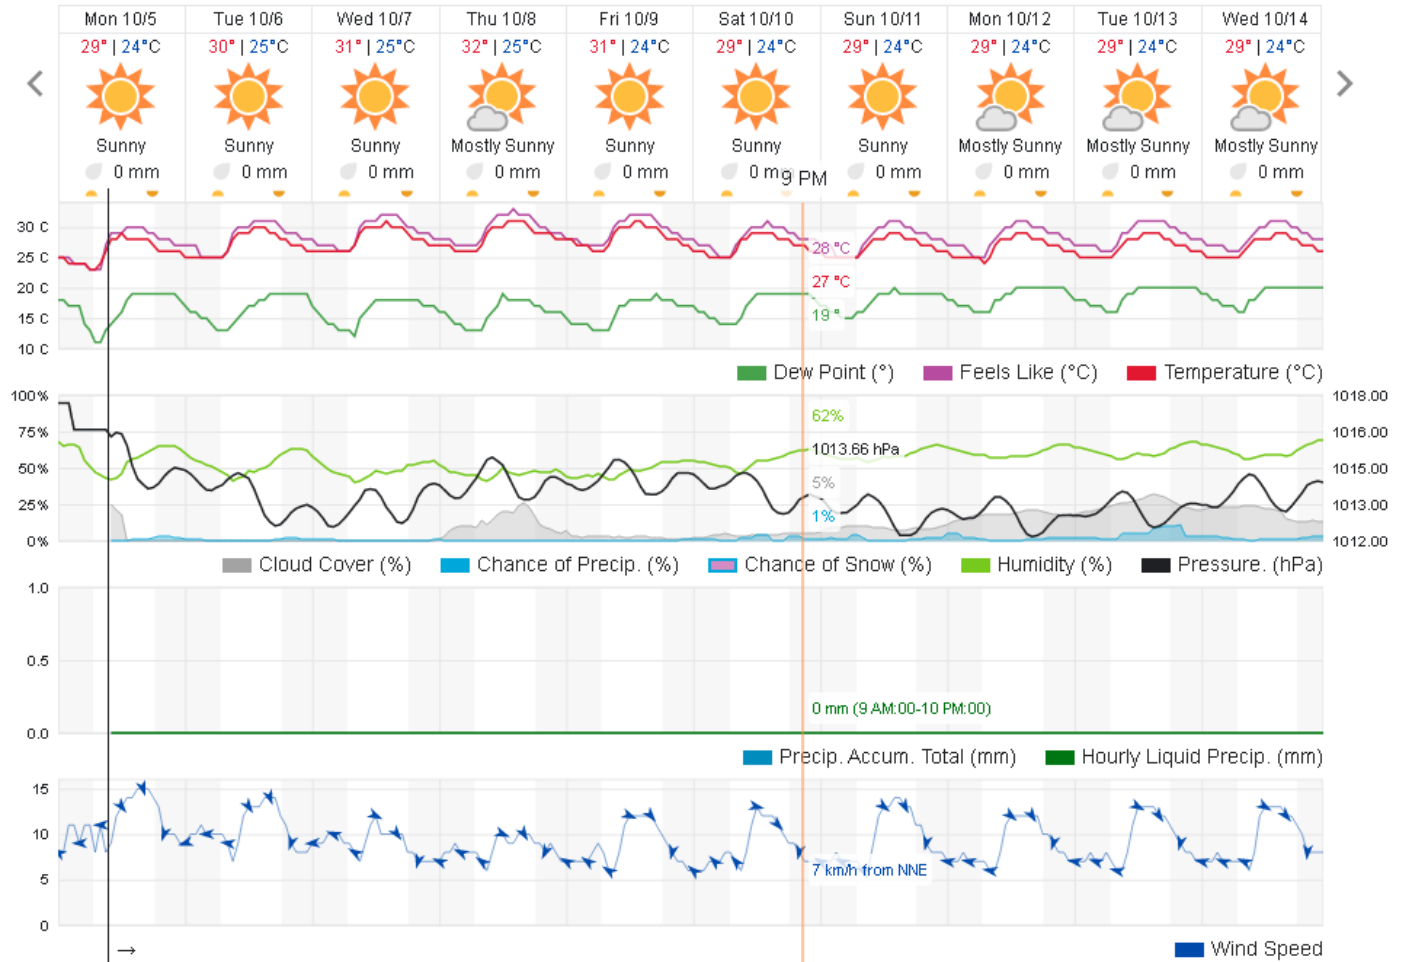 Mon 10/5 Tue 10/6 Wed 10/7 Thu 10/8 Fri 10/9 Sat 10/10 Sun 10/11 Mon 10/12 Tue 10/13 Wed 10/14
29° | 24°C 30° | 25°C 31° | 25°C 32° | 25°C 31° | 24°C 29° | 24°C 29° | 24°C 29° | 24°C 29° | 24°C 29° | 24°C
Sunny Sunny Sunny Mostly Sunny Sunny Sunny Sunny Mostly Sunny Mostly Sunny Mostly Sunny
0 mm 0 mm 0 mm 0 mm 0 mm 0 mm 0 mm 0 mm 0 mm 0 mm
9 PM
30 C
28 °C
25 C
27 °C
20 C
19 °
15 C
10 C
Dew Point (°) Feels Like (°C) Temperature (°C)
100% 1018.00
62%
75% 1016.00
1013.66 hPa
50% 1015.00
5%
25% 1013.00
1%
0% 1012.00
Cloud Cover (%) Chance of Precip. (%) Chance of Snow (%) Humidity (%) Pressure. (hPa)
1.0
0.5
0 mm (9 AM:00-10 PM:00)
0.0
Precip. Accum. Total (mm) Hourly Liquid Precip. (mm)
15
10
7 km/h from NNE
5
0
→
Wind Speed